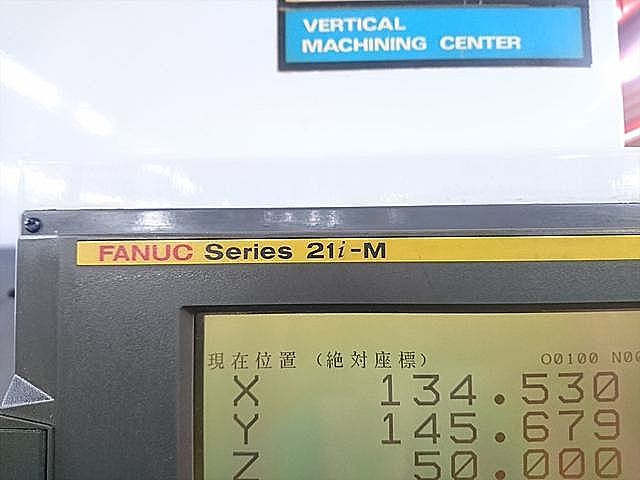 VERTICAL
MACHINING CENTER
FANUC Series 21i-M
現在位置 (絶対座標) O0100 N00
X 134.530
Y 145.679
Z 50.000